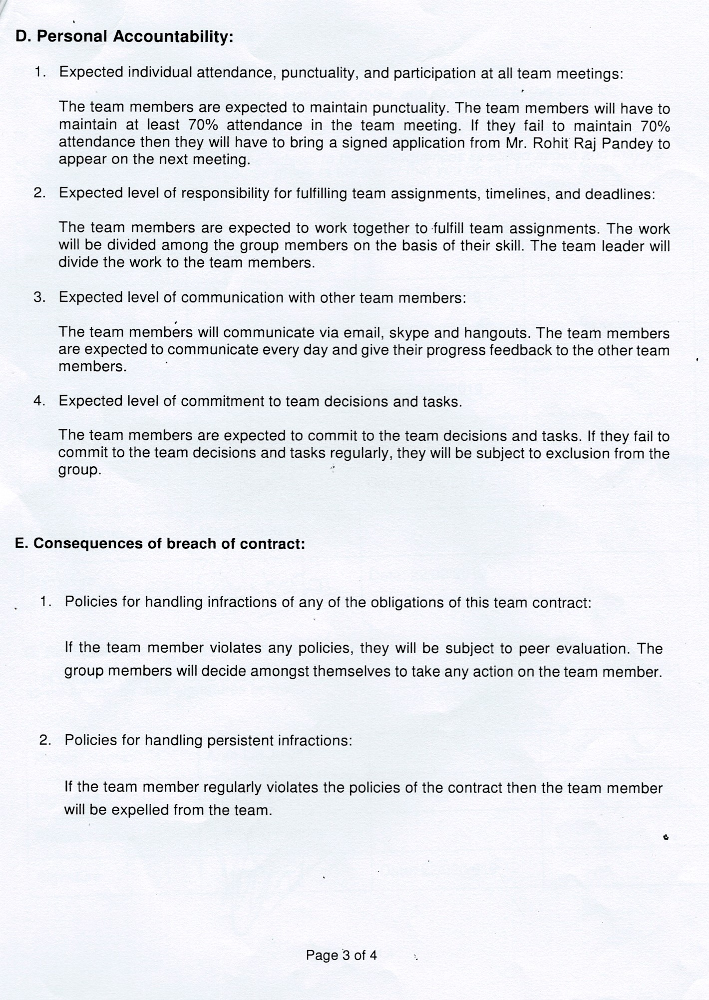 D. Personal Accountability:
1. Expected individual attendance, punctuality, and participation at all team meetings:
The team members are expected to maintain punctuality. The team members will have to
maintain at least 70% attendance in the team meeting. If they fail to maintain 70%
attendance then they will have to bring a signed application from Mr. Rohit Raj Pandey to
appear on the next meeting.
2. Expected level of responsibility for fulfilling team assignments, timelines, and deadlines:
The team members are expected to work together to fulfill team assignments. The work
will be divided among the group members on the basis of their skill. The team leader will
divide the work to the team members.
3. Expected level of communication with other team members:
The team members will communicate via email, skype and hangouts. The team members
are expected to communicate every day and give their progress feedback to the other team
members.
4. Expected level of commitment to team decisions and tasks.
The team members are expected to commit to the team decisions and tasks. If they fail to
commit to the team decisions and tasks regularly, they will be subject to exclusion from the
group.
E. Consequences of breach of contract:
1. Policies for handling infractions of any of the obligations of this team contract:
If the team member violates any policies, they will be subject to peer evaluation. The
group members will decide amongst themselves to take any action on the team member.
2. Policies for handling persistent infractions:
If the team member regularly violates the policies of the contract then the team member
will be expelled from the team.
Page 3 of 4